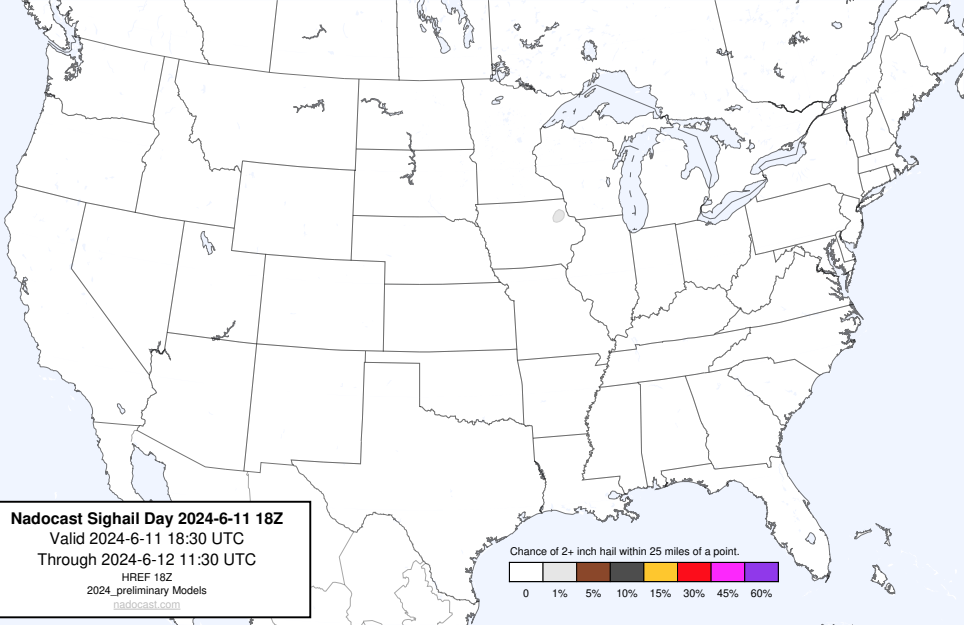 Nadocast Sighail Day 2024-6-11 18Z
Valid 2024-6-11 18:30 UTC
Through 2024-6-12 11:30 UTC
HREF 18Z
2024_preliminary Models
nadocast.com
Chance of 2+ inch hail within 25 miles of a point.
0 1% 5% 10% 15% 30% 45% 60%